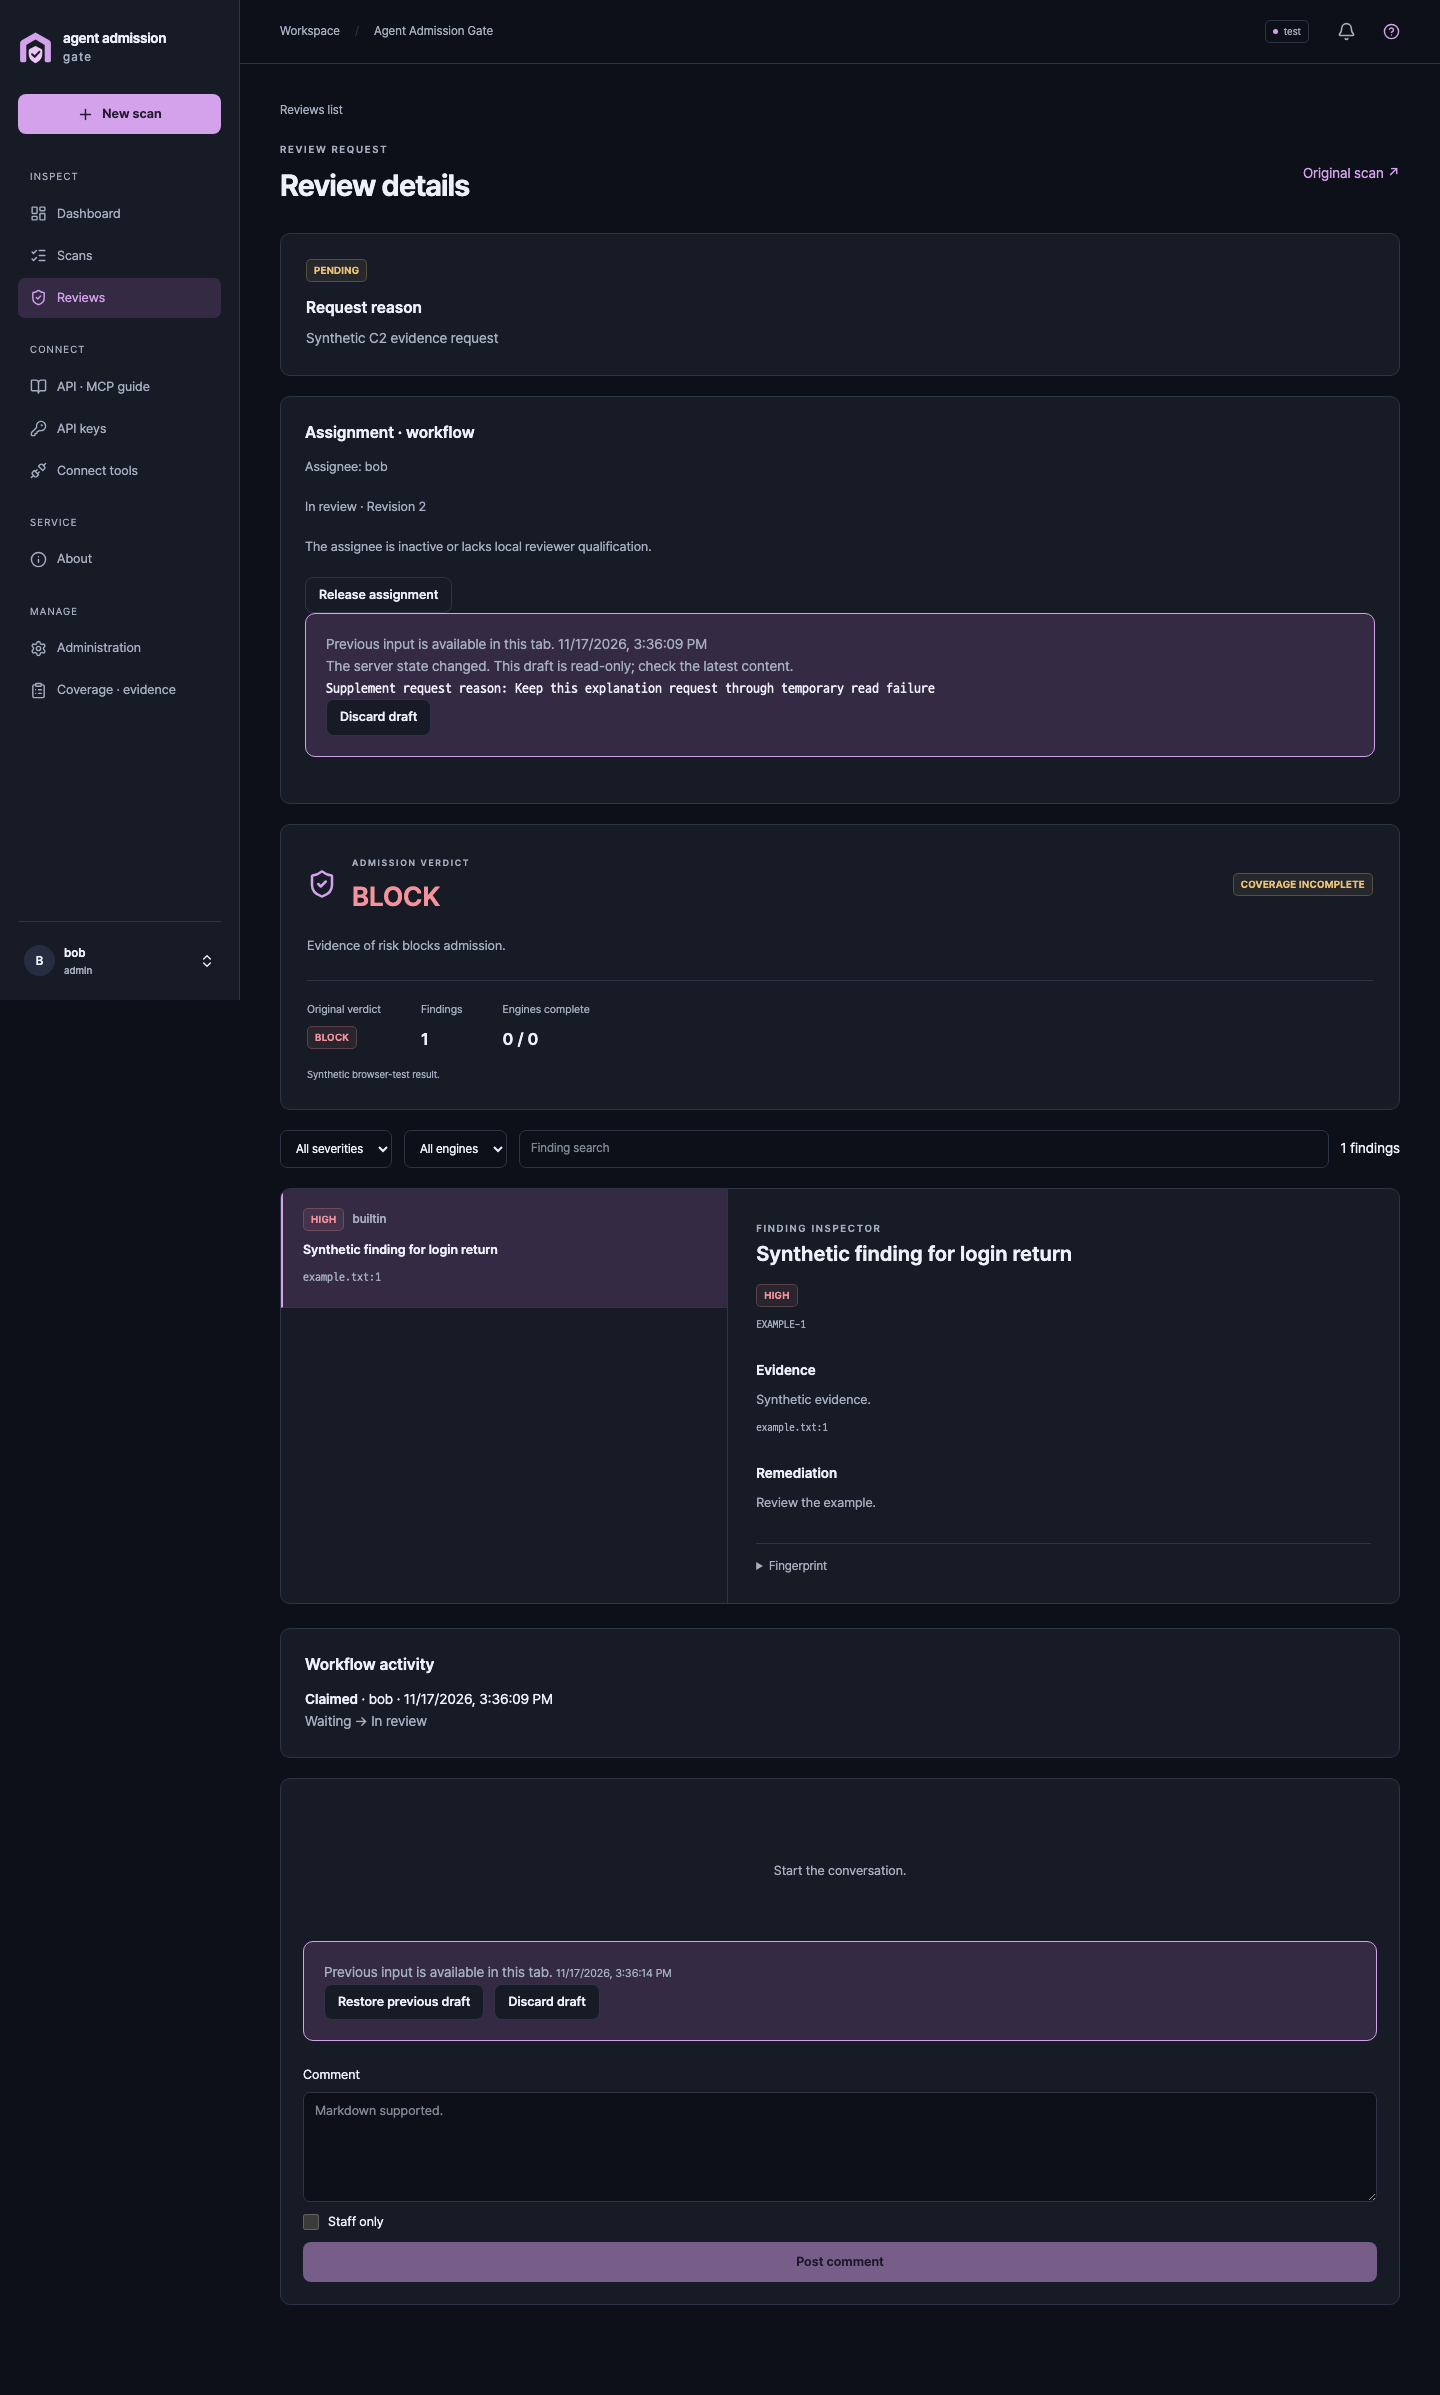 agent admission
gate
New scan
INSPECT
Dashboard
Scans
Reviews
CONNECT
API · MCP guide
API keys
Connect tools
SERVICE
About
MANAGE
Administration
Coverage · evidence
B
bob
admin
Workspace / Agent Admission Gate
test
Reviews list
REVIEW REQUEST
Review details
Original scan ↗
PENDING
Request reason
Synthetic C2 evidence request
Assignment · workflow
Assignee: bob
In review · Revision 2
The assignee is inactive or lacks local reviewer qualification.
Release assignment
Previous input is available in this tab. 11/17/2026, 3:36:09 PM
The server state changed. This draft is read-only; check the latest content.
Supplement request reason: Keep this explanation request through temporary read failure
Discard draft
ADMISSION VERDICT
BLOCK
COVERAGE INCOMPLETE
Evidence of risk blocks admission.
Original verdict Findings Engines complete
BLOCK 1 0 / 0
Synthetic browser-test result.
All severities All engines Finding search 1 findings
HIGH builtin
Synthetic finding for login return
example.txt:1
FINDING INSPECTOR
Synthetic finding for login return
HIGH
EXAMPLE-1
Evidence
Synthetic evidence.
example.txt:1
Remediation
Review the example.
Fingerprint
Workflow activity
Claimed · bob · 11/17/2026, 3:36:09 PM
Waiting → In review
Start the conversation.
Previous input is available in this tab. 11/17/2026, 3:36:14 PM
Restore previous draft Discard draft
Comment
Markdown supported.
Staff only
Post comment